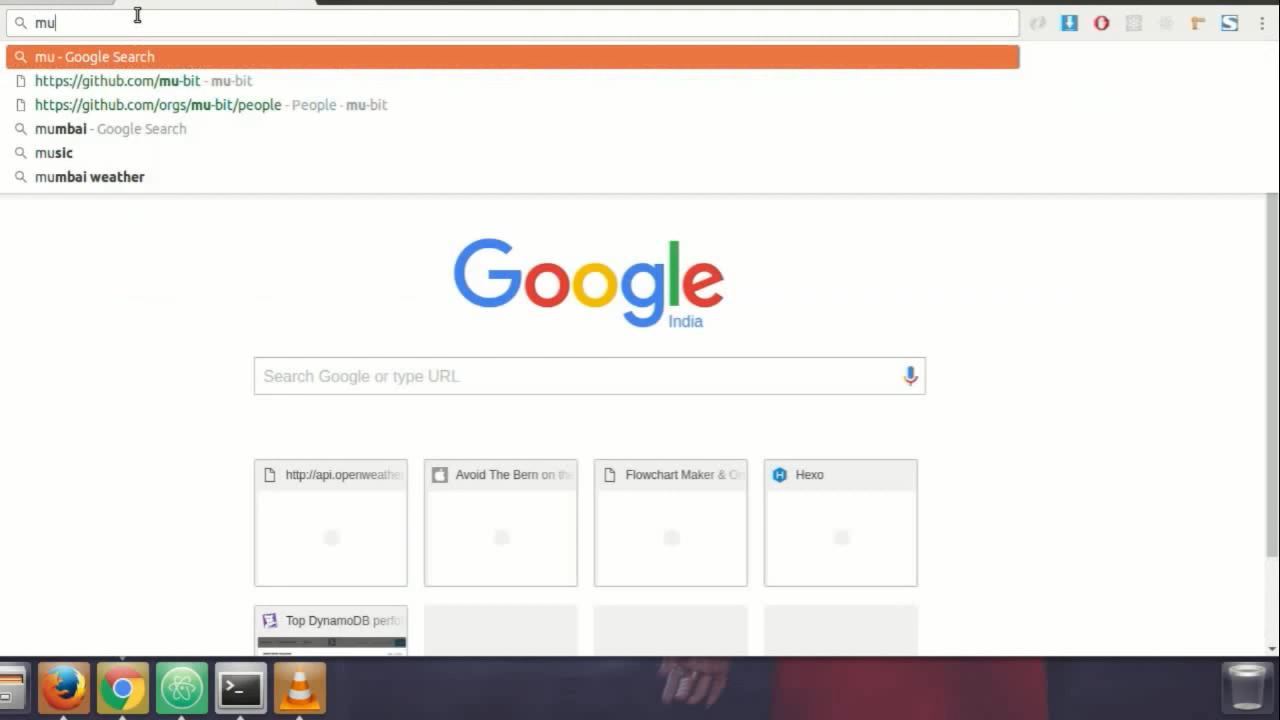 mu
mu - Google Search
https://github.com/mu-bit - mu-bit
https://github.com/orgs/mu-bit/people - People - mu-bit
mumbai - Google Search
music
mumbai weather
Google
India
Search Google or type URL
http://api.openweathe
Avoid The Bern on th
Flowchart Maker & O
Hexo
Top DynamoDB perfo